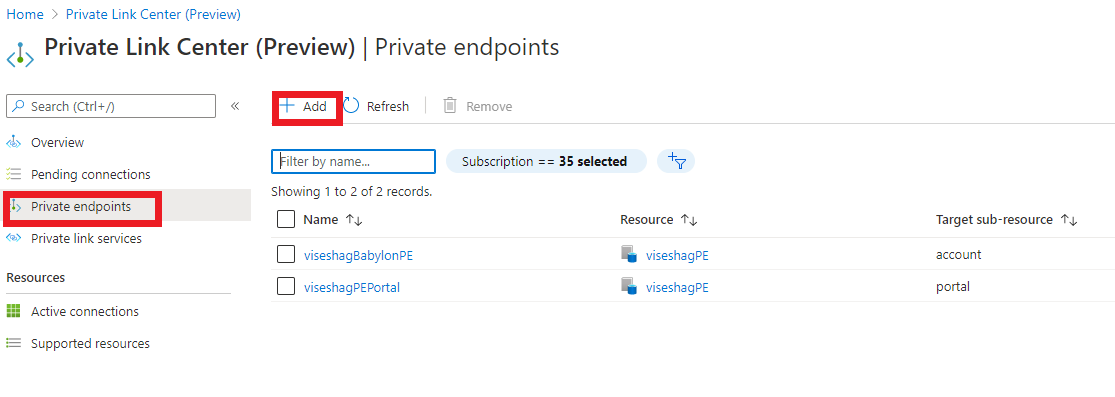 Home > Private Link Center (Preview)
Private Link Center (Preview) | Private endpoints
Search (Ctrl+/) «
Add Refresh Remove
Overview
Pending connections
Private endpoints
Private link services
Resources
Active connections
Supported resources
Filter by name... Subscription == 35 selected
Showing 1 to 2 of 2 records.
Name ↑↓ Resource ↑↓ Target sub-resource ↑↓
viseshagBabylonPE viseshagPE account
viseshagPEPortal viseshagPE portal